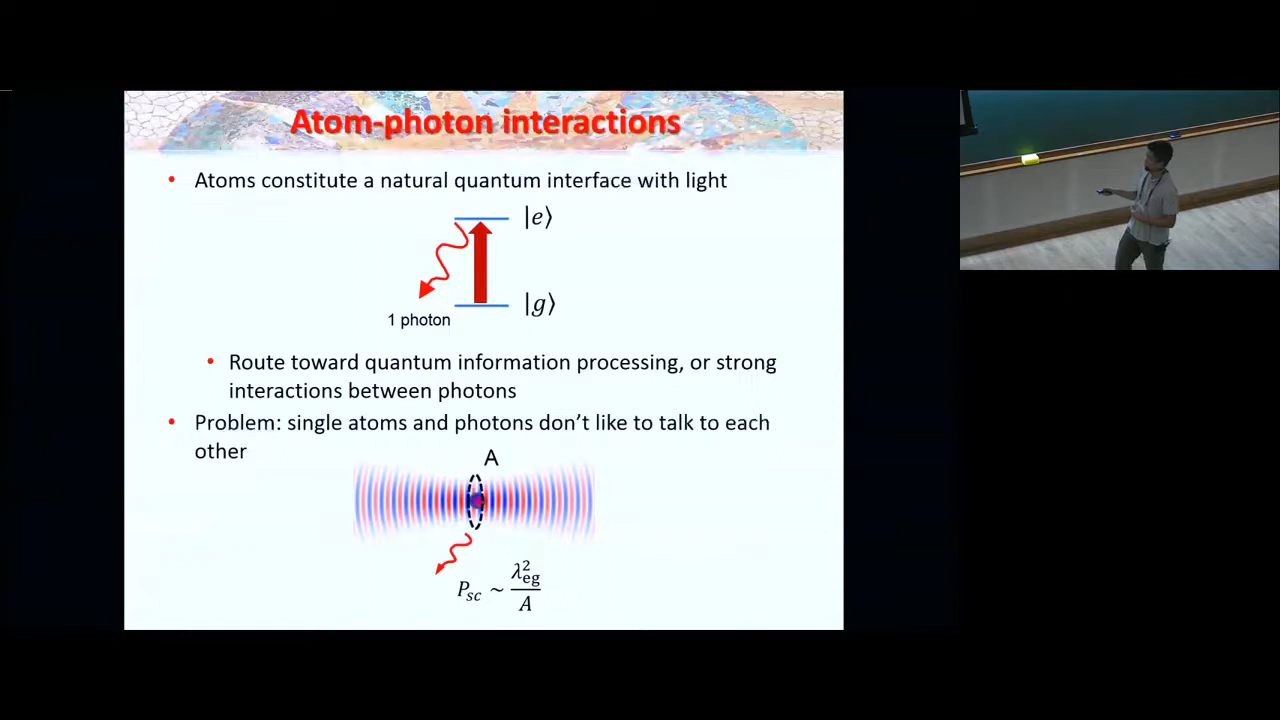 Atom-photon interactions
• Atoms constitute a natural quantum interface with light
|e⟩
|g⟩
1 photon
• Route toward quantum information processing, or strong
interactions between photons
• Problem: single atoms and photons don't like to talk to each
other
A
P_sc ~ λ_eg^2 / A